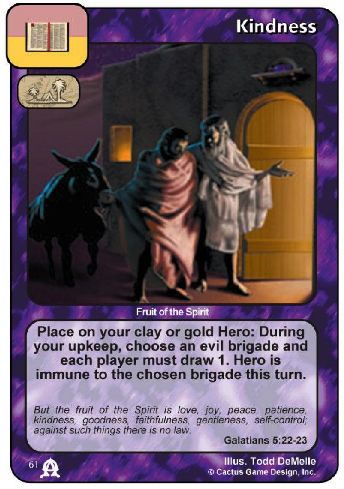 Kindness
Fruit of the Spirit
Place on your clay or gold Hero: During
your upkeep, choose an evil brigade and
each player must draw 1. Hero is
immune to the chosen brigade this turn.
But the fruit of the Spirit is love, joy, peace, patience,
kindness, goodness, faithfulness, gentleness, self-control;
against such things there is no law.
Galatians 5:22-23
61
Illus. Todd DeMelle
© Cactus Game Design, Inc.